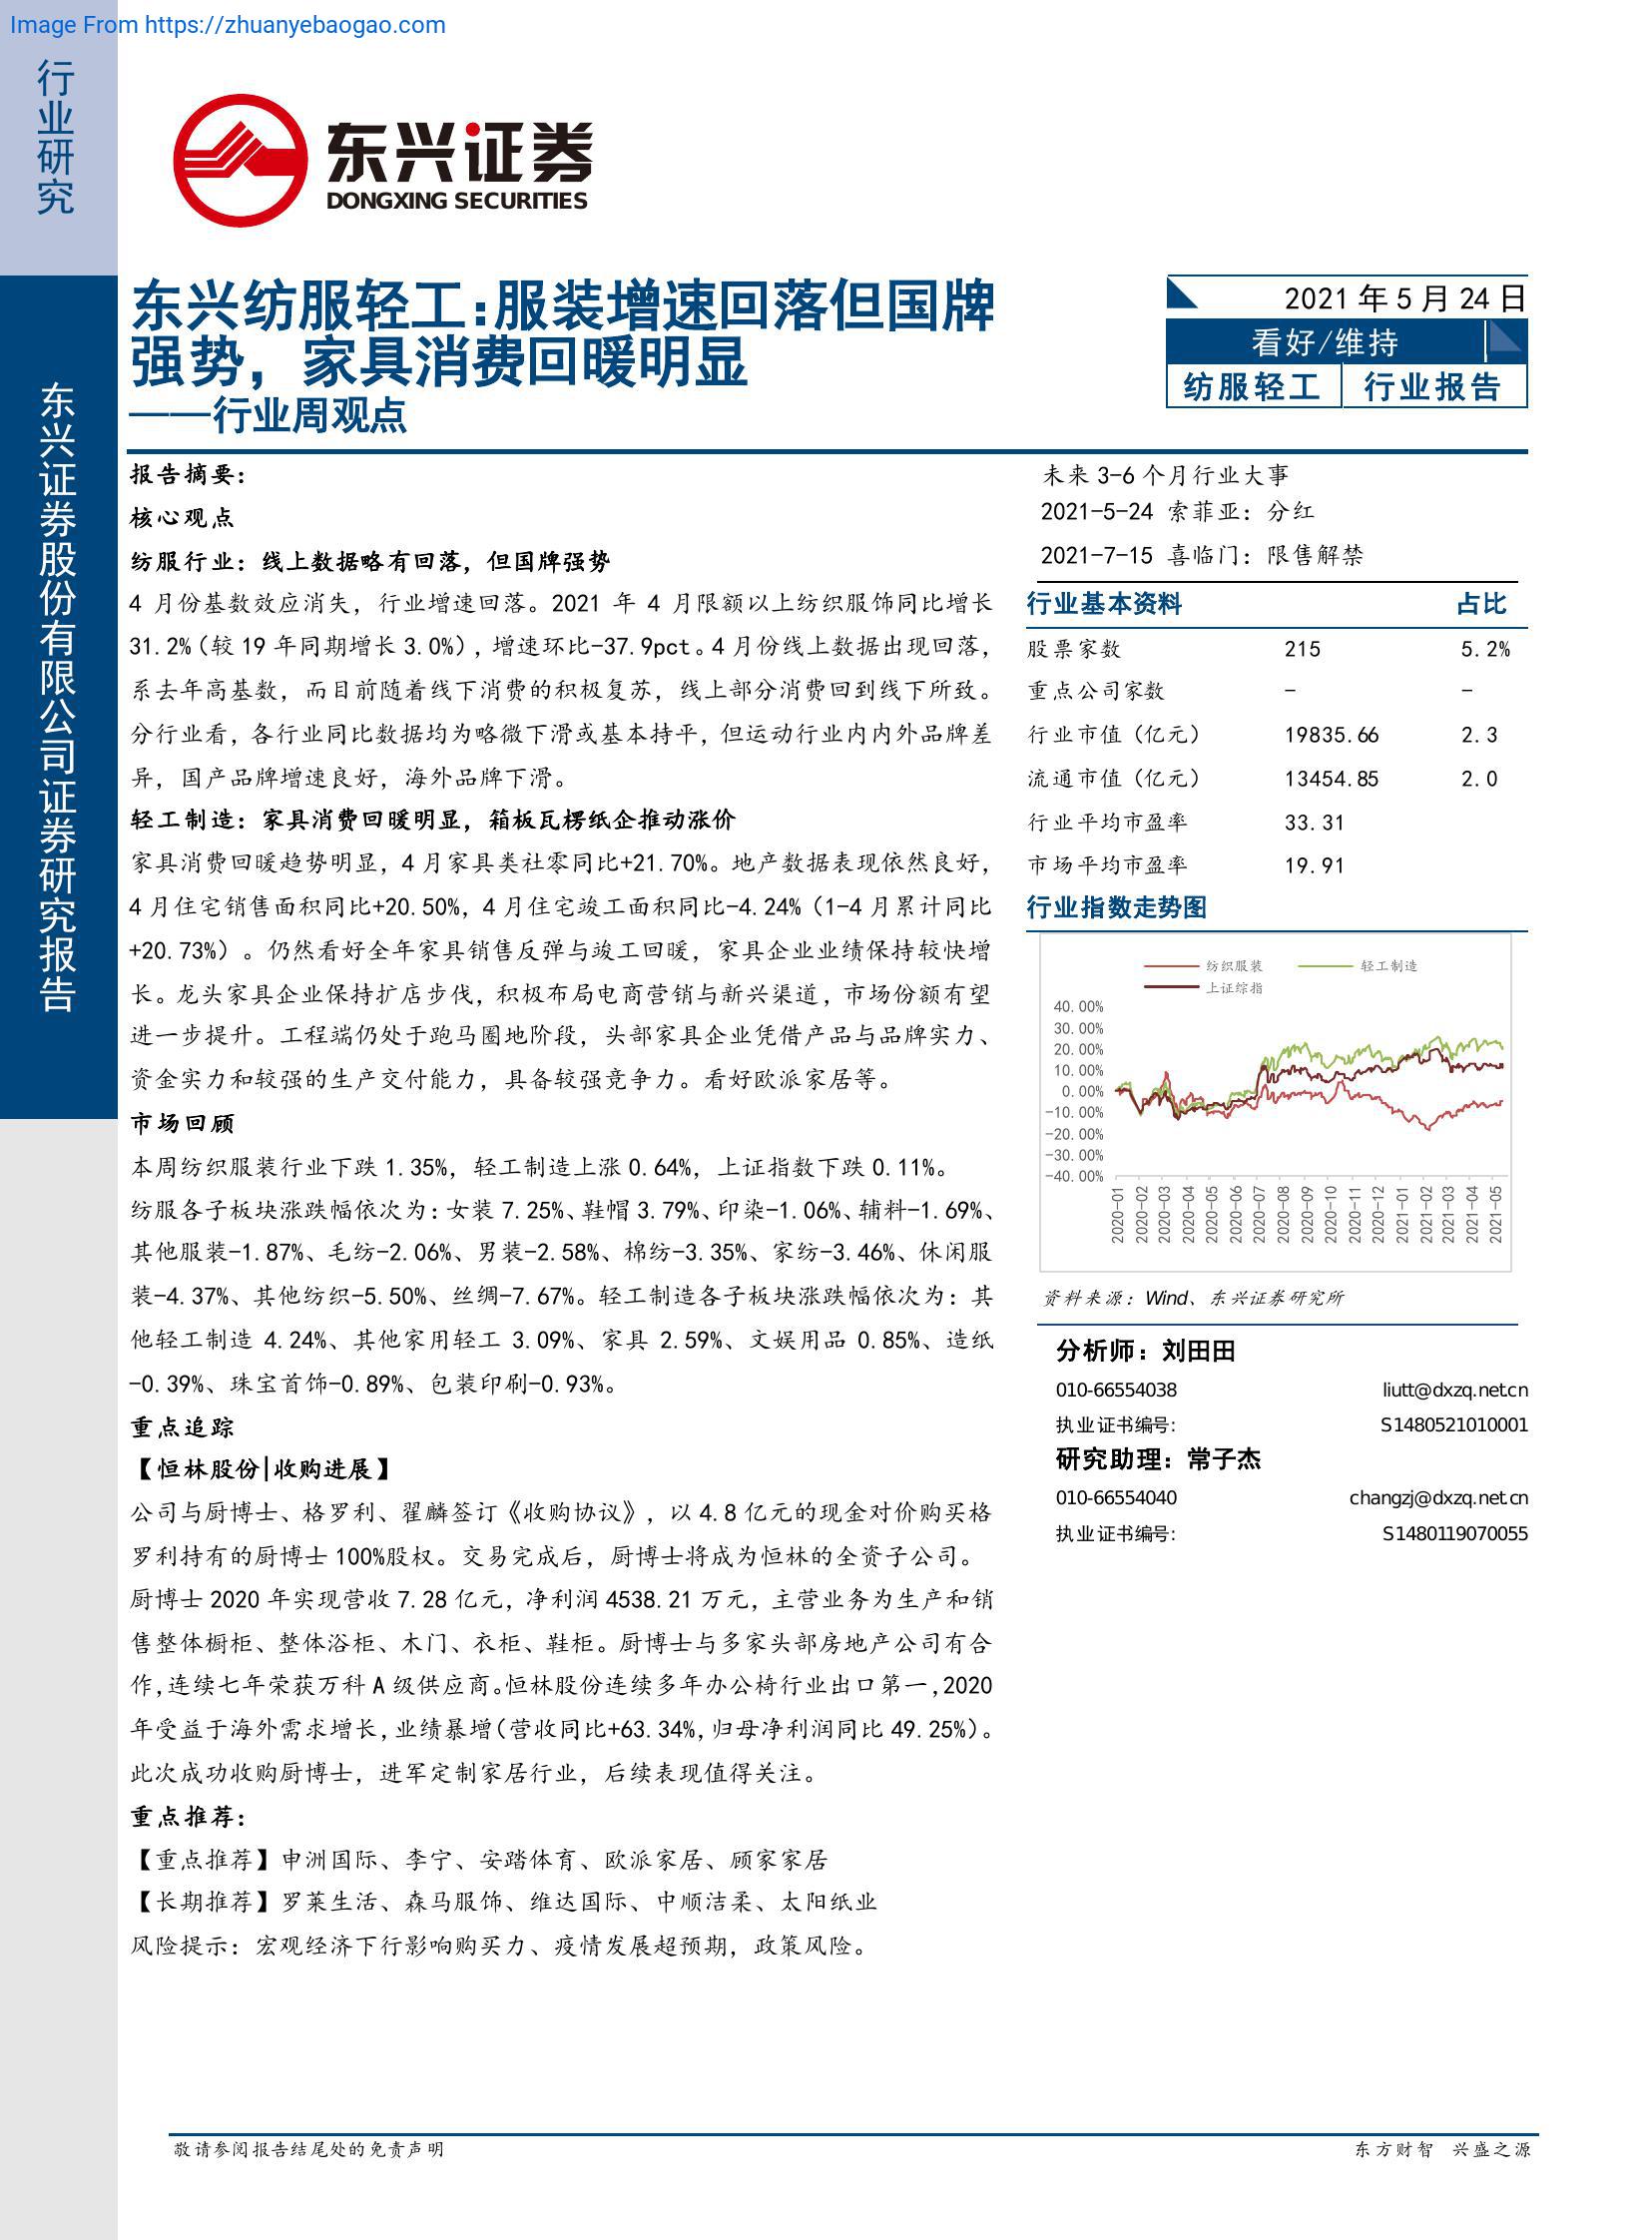 Image From https://zhuanyebaogao.com
行业研究
东兴证券股份有限公司证券研究报告
东兴证券
DONGXING SECURITIES
东兴纺服轻工:服装增速回落但国牌
强势，家具消费回暖明显
——行业周观点
2021 年 5 月 24 日
看好/维持
纺服轻工 行业报告
报告摘要：
核心观点
纺服行业：线上数据略有回落，但国牌强势
4 月份基数效应消失，行业增速回落。2021 年 4 月限额以上纺织服饰同比增长
31.2%（较 19 年同期增长 3.0%），增速环比-37.9pct。4 月份线上数据出现回落，
系去年高基数，而目前随着线下消费的积极复苏，线上部分消费回到线下所致。
分行业看，各行业同比数据均为略微下滑或基本持平，但运动行业内内外品牌差
异，国产品牌增速良好，海外品牌下滑。
轻工制造：家具消费回暖明显，箱板瓦楞纸企推动涨价
家具消费回暖趋势明显，4 月家具类社零同比+21.70%。地产数据表现依然良好，
4 月住宅销售面积同比+20.50%，4 月住宅竣工面积同比-4.24%（1-4 月累计同比
+20.73%）。仍然看好全年家具销售反弹与竣工回暖，家具企业业绩保持较快增
长。龙头家具企业保持扩店步伐，积极布局电商营销与新兴渠道，市场份额有望
进一步提升。工程端仍处于跑马圈地阶段，头部家具企业凭借产品与品牌实力、
资金实力和较强的生产交付能力，具备较强竞争力。看好欧派家居等。
市场回顾
本周纺织服装行业下跌 1.35%，轻工制造上涨 0.64%，上证指数下跌 0.11%。
纺服各子板块涨跌幅依次为：女装 7.25%、鞋帽 3.79%、印染-1.06%、辅料-1.69%、
其他服装-1.87%、毛纺-2.06%、男装-2.58%、棉纺-3.35%、家纺-3.46%、休闲服
装-4.37%、其他纺织-5.50%、丝绸-7.67%。轻工制造各子板块涨跌幅依次为：其
他轻工制造 4.24%、其他家用轻工 3.09%、家具 2.59%、文娱用品 0.85%、造纸
-0.39%、珠宝首饰-0.89%、包装印刷-0.93%。
重点追踪
【恒林股份|收购进展】
公司与厨博士、格罗利、翟麟签订《收购协议》，以 4.8 亿元的现金对价购买格
罗利持有的厨博士 100%股权。交易完成后，厨博士将成为恒林的全资子公司。
厨博士 2020 年实现营收 7.28 亿元，净利润 4538.21 万元，主营业务为生产和销
售整体橱柜、整体浴柜、木门、衣柜、鞋柜。厨博士与多家头部房地产公司有合
作,连续七年荣获万科 A 级供应商。恒林股份连续多年办公椅行业出口第一,2020
年受益于海外需求增长,业绩暴增（营收同比+63.34%,归母净利润同比 49.25%）。
此次成功收购厨博士，进军定制家居行业，后续表现值得关注。
重点推荐：
【重点推荐】申洲国际、李宁、安踏体育、欧派家居、顾家家居
【长期推荐】罗莱生活、森马服饰、维达国际、中顺洁柔、太阳纸业
风险提示：宏观经济下行影响购买力、疫情发展超预期，政策风险。
未来 3-6 个月行业大事
2021-5-24 索菲亚：分红
2021-7-15 喜临门：限售解禁
行业基本资料 占比
股票家数 215 5.2%
重点公司家数 - -
行业市值（亿元） 19835.66 2.3
流通市值（亿元） 13454.85 2.0
行业平均市盈率 33.31
市场平均市盈率 19.91
行业指数走势图
纺织服装 轻工制造
上证综指
40.00%
30.00%
20.00%
10.00%
0.00%
-10.00%
-20.00%
-30.00%
-40.00%
2020-01 2020-02 2020-03 2020-04 2020-05 2020-06 2020-07 2020-08 2020-09 2020-10 2020-11 2020-12 2021-01 2021-02 2021-03 2021-04 2021-05
资料来源：Wind、东兴证券研究所
分析师：刘田田
010-66554038 liutt@dxzq.net.cn
执业证书编号: S1480521010001
研究助理：常子杰
010-66554040 changzj@dxzq.net.cn
执业证书编号: S1480119070055
敬请参阅报告结尾处的免责声明
东方财智 兴盛之源